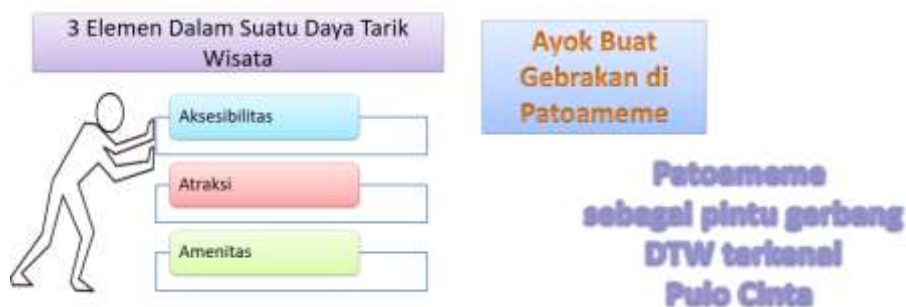 3 Elemen Dalam Suatu Daya Tarik
Wisata
Aksesibilitas
Atraksi
Amenitas
Ayok Buat
Gebrakan di
Patoameme
Patoameme
sebagai pintu gerbang
DTW terkenal
Pulo Cinta